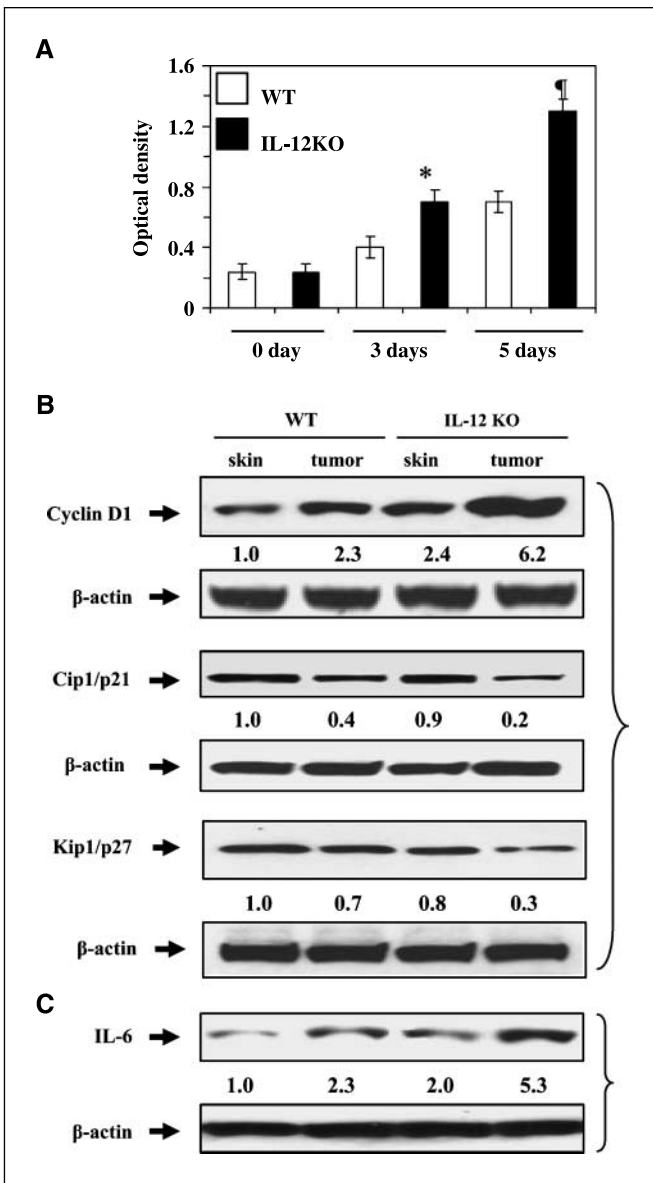 A
1.6
1.2
0.8
0.4
0
Optical density
WT
IL-12KO
*
¶
0 day 3 days 5 days
B
WT IL-12 KO
skin tumor skin tumor
Cyclin D1
1.0 2.3 2.4 6.2
β-actin
Cip1/p21
1.0 0.4 0.9 0.2
β-actin
Kip1/p27
1.0 0.7 0.8 0.3
β-actin
C
IL-6
1.0 2.3 2.0 5.3
β-actin